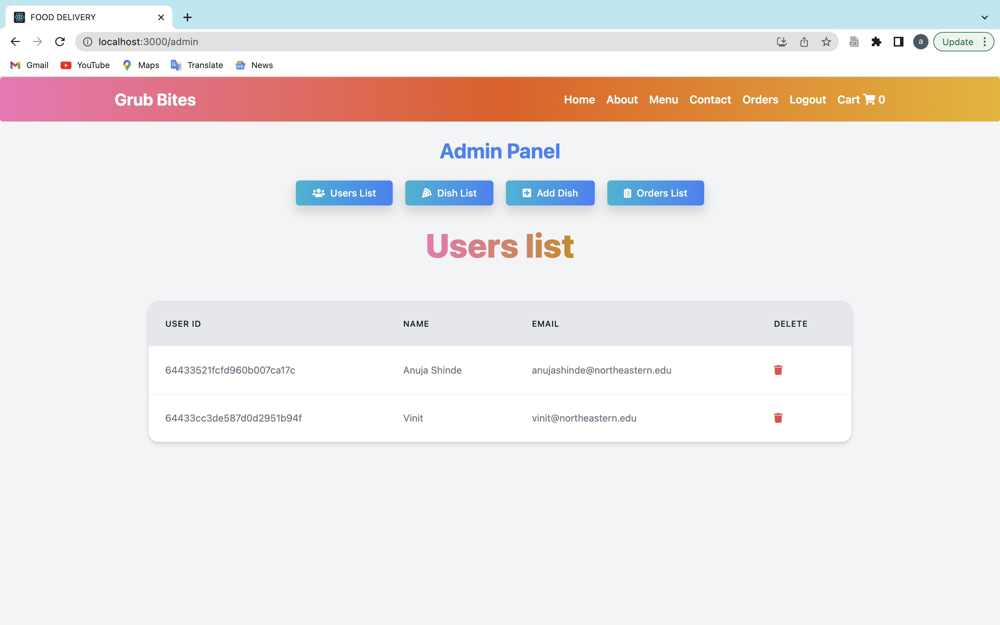 FOOD DELIVERY
localhost:3000/admin
PDF
a
Update
Gmail YouTube Maps Translate News
Grub Bites
Home About Menu Contact Orders Logout Cart 0
Admin Panel
Users List Dish List Add Dish Orders List
Users list
USER ID NAME EMAIL DELETE
64433521fcfd960b007ca17c Anuja Shinde anujashinde@northeastern.edu
64433cc3de587d0d2951b94f Vinit vinit@northeastern.edu